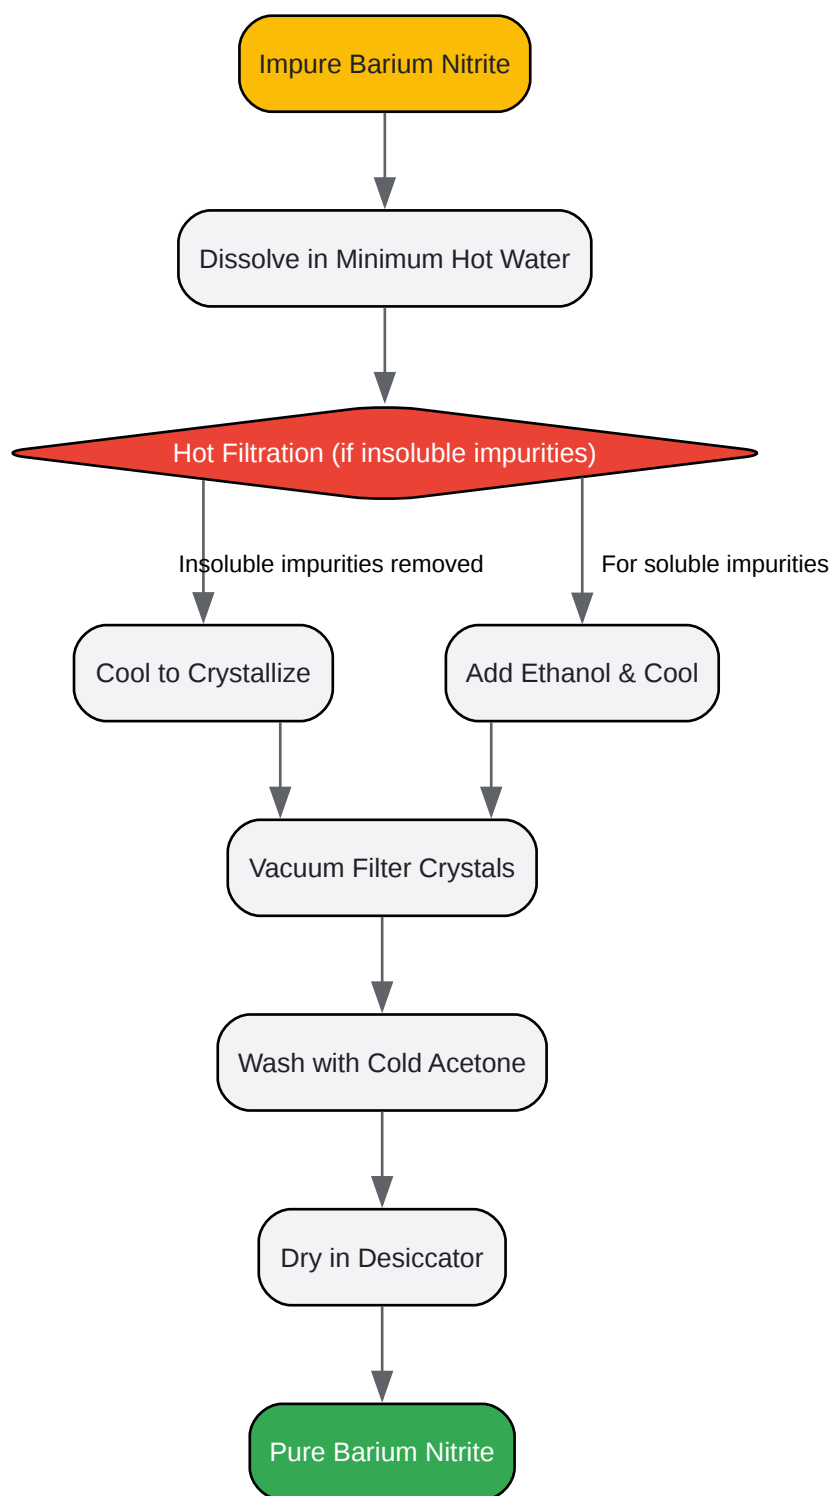 Impure Barium Nitrite
Dissolve in Minimum Hot Water
Hot Filtration (if insoluble impurities)
Insoluble impurities removed
For soluble impurities
Cool to Crystallize
Add Ethanol & Cool
Vacuum Filter Crystals
Wash with Cold Acetone
Dry in Desiccator
Pure Barium Nitrite